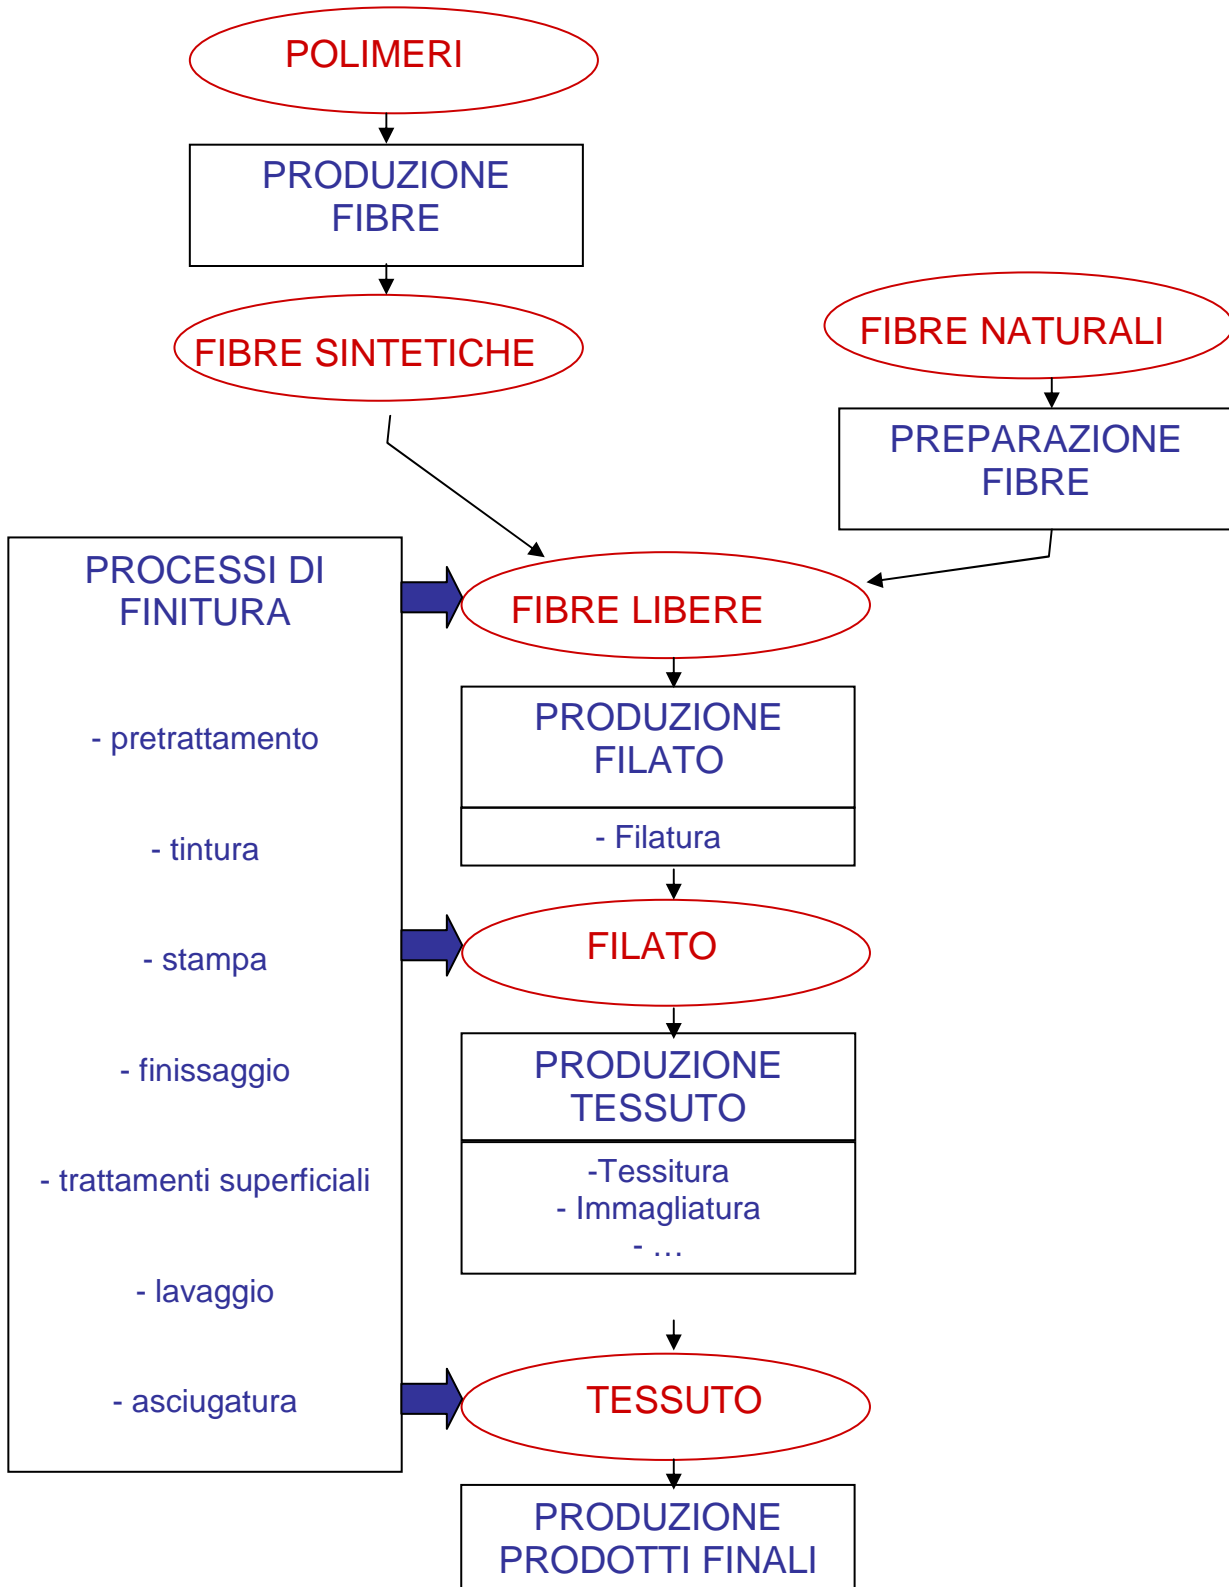 POLIMERI
PRODUZIONE
FIBRE
FIBRE SINTETICHE
FIBRE NATURALI
PREPARAZIONE
FIBRE
PROCESSI DI
FINITURA
- pretrattamento
- tintura
- stampa
- finissaggio
- trattamenti superficiali
- lavaggio
- asciugatura
FIBRE LIBERE
PRODUZIONE
FILATO
- Filatura
FILATO
PRODUZIONE
TESSUTO
-Tessitura
- Immagliatura
- …
TESSUTO
PRODUZIONE
PRODOTTI FINALI